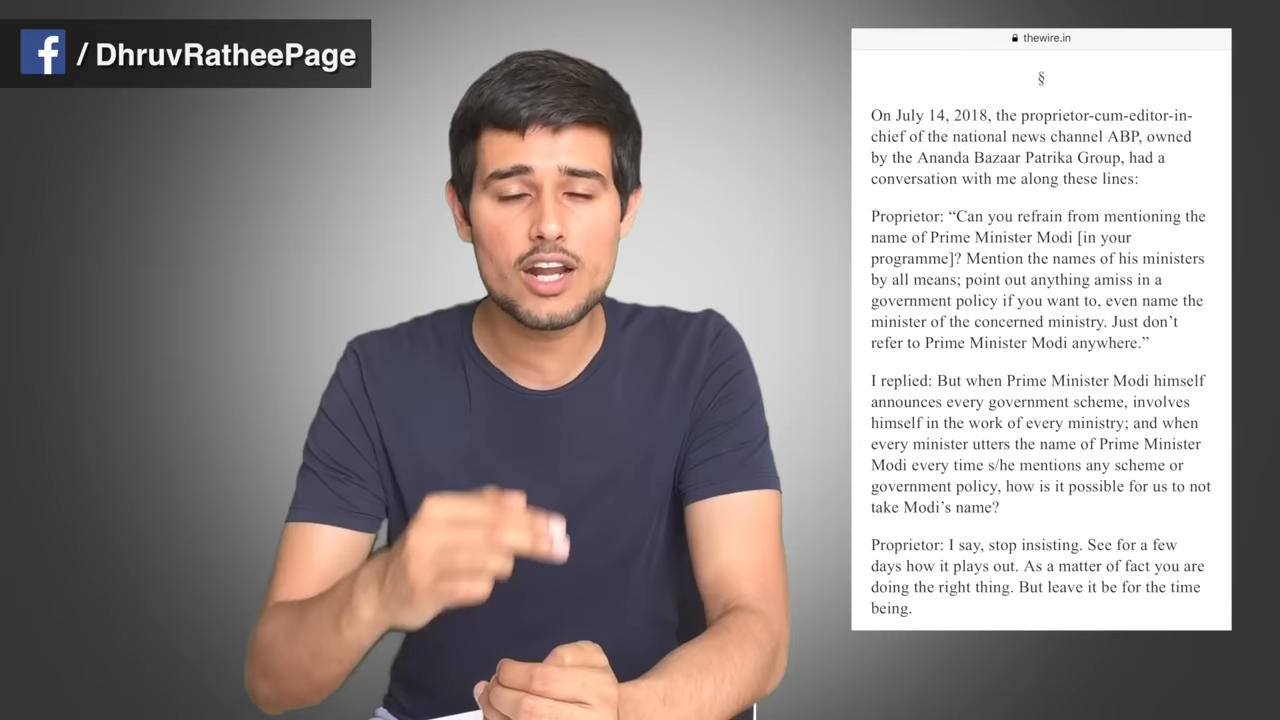 / DhruvRatheePage
thewire.in
§
On July 14, 2018, the proprietor-cum-editor-in-
chief of the national news channel ABP, owned
by the Ananda Bazaar Patrika Group, had a
conversation with me along these lines:
Proprietor: “Can you refrain from mentioning the
name of Prime Minister Modi [in your
programme]? Mention the names of his ministers
by all means; point out anything amiss in a
government policy if you want to, even name the
minister of the concerned ministry. Just don’t
refer to Prime Minister Modi anywhere.”
I replied: But when Prime Minister Modi himself
announces every government scheme, involves
himself in the work of every ministry; and when
every minister utters the name of Prime Minister
Modi every time s/he mentions any scheme or
government policy, how is it possible for us to not
take Modi’s name?
Proprietor: I say, stop insisting. See for a few
days how it plays out. As a matter of fact you are
doing the right thing. But leave it be for the time
being.